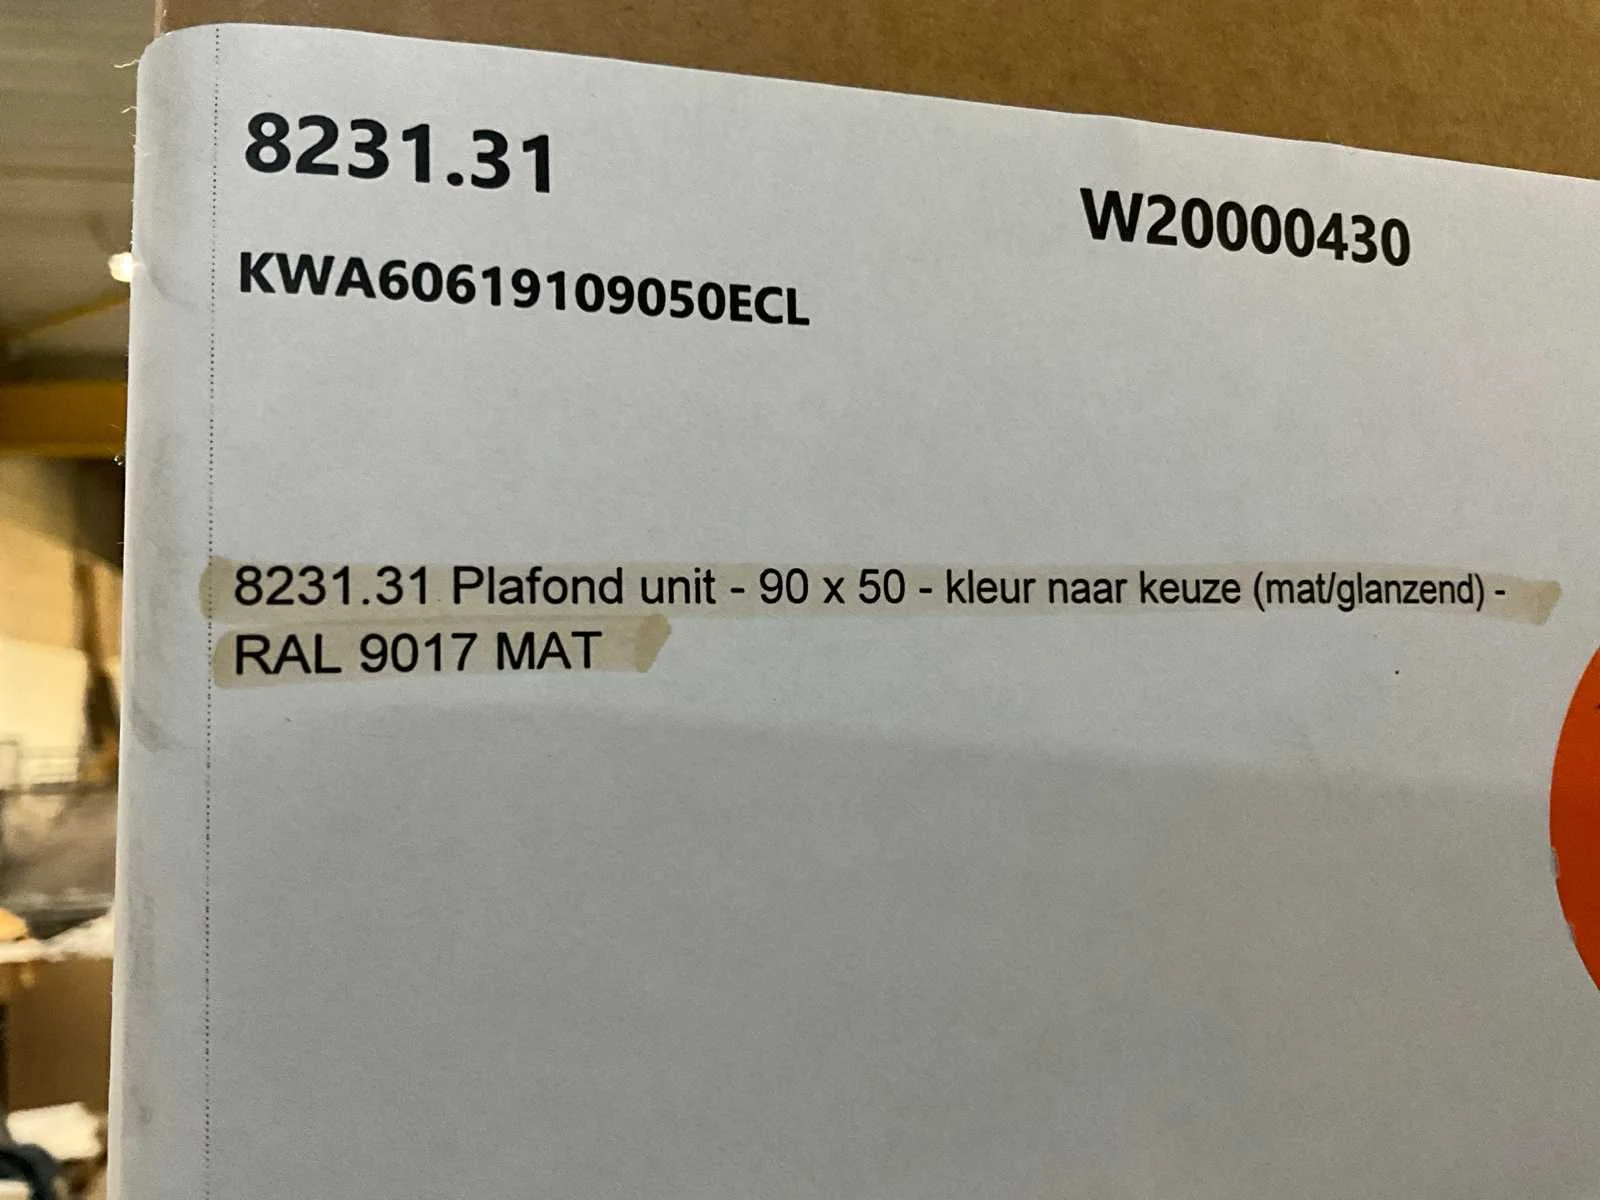 8231.31
W20000430
KWA60619109050ECL
8231.31 Plafond unit - 90 x 50 - kleur naar keuze (mat/glanzend) -
RAL 9017 MAT